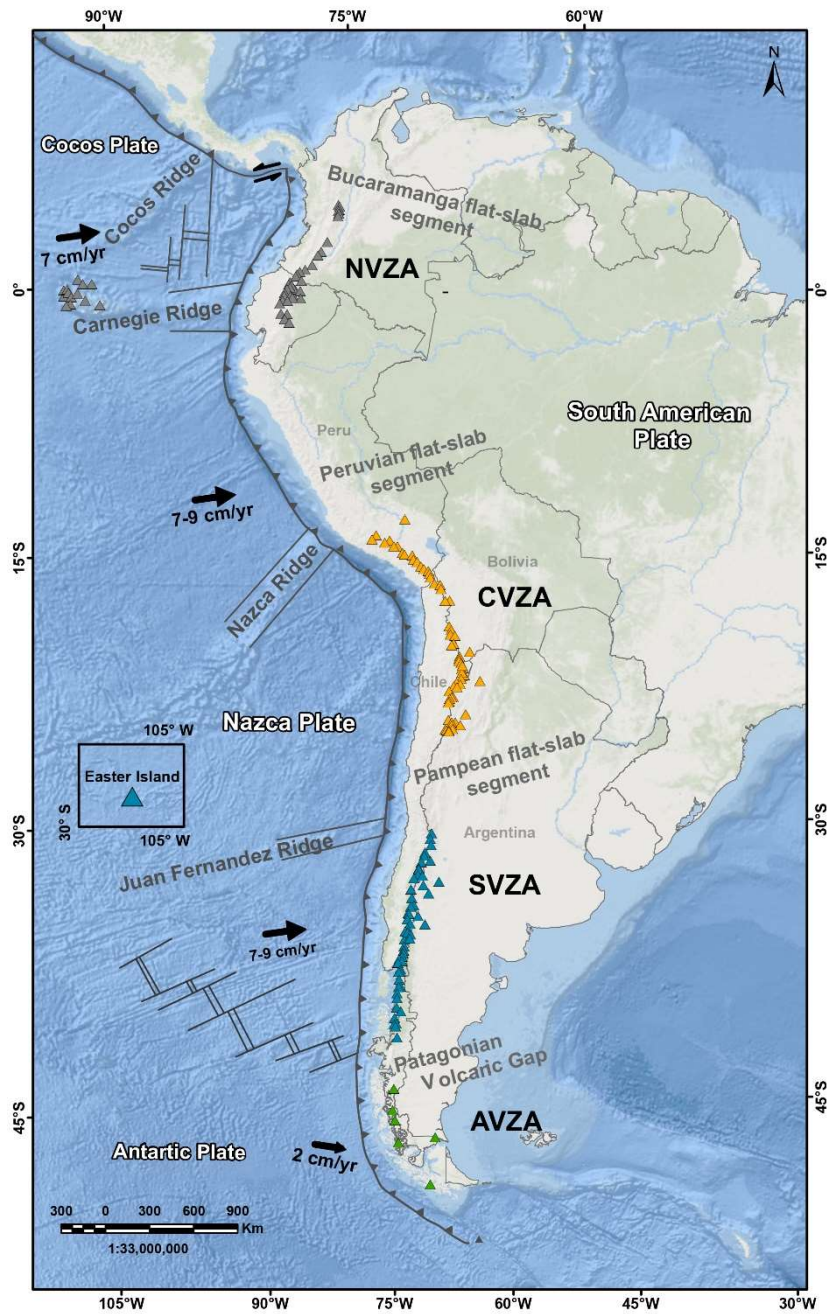 90°W
75°W
60°W
N
Cocos Plate
Cocos Ridge
Bucaramanga flat-slab
segment
7 cm/yr
NVZA
0°
0°
Carnegie Ridge
South American
Plate
Peru
Peruvian flat-slab
segment
7-9 cm/yr
15°S
15°S
Nazca Ridge
Bolivia
CVZA
Chile
Nazca Plate
105° W
Easter Island
30° S
105° W
Pampean flat-slab
segment
30°S
30°S
Argentina
Juan Fernandez Ridge
SVZA
7-9 cm/yr
Patagonian
Volcaric Gap
45°S
45°S
AVZA
Antartic Plate
2 cm/yr
300 0 300 600 900
Km
1:33,000,000
105°W
90°W
75°W
60°W
45°W
30°W